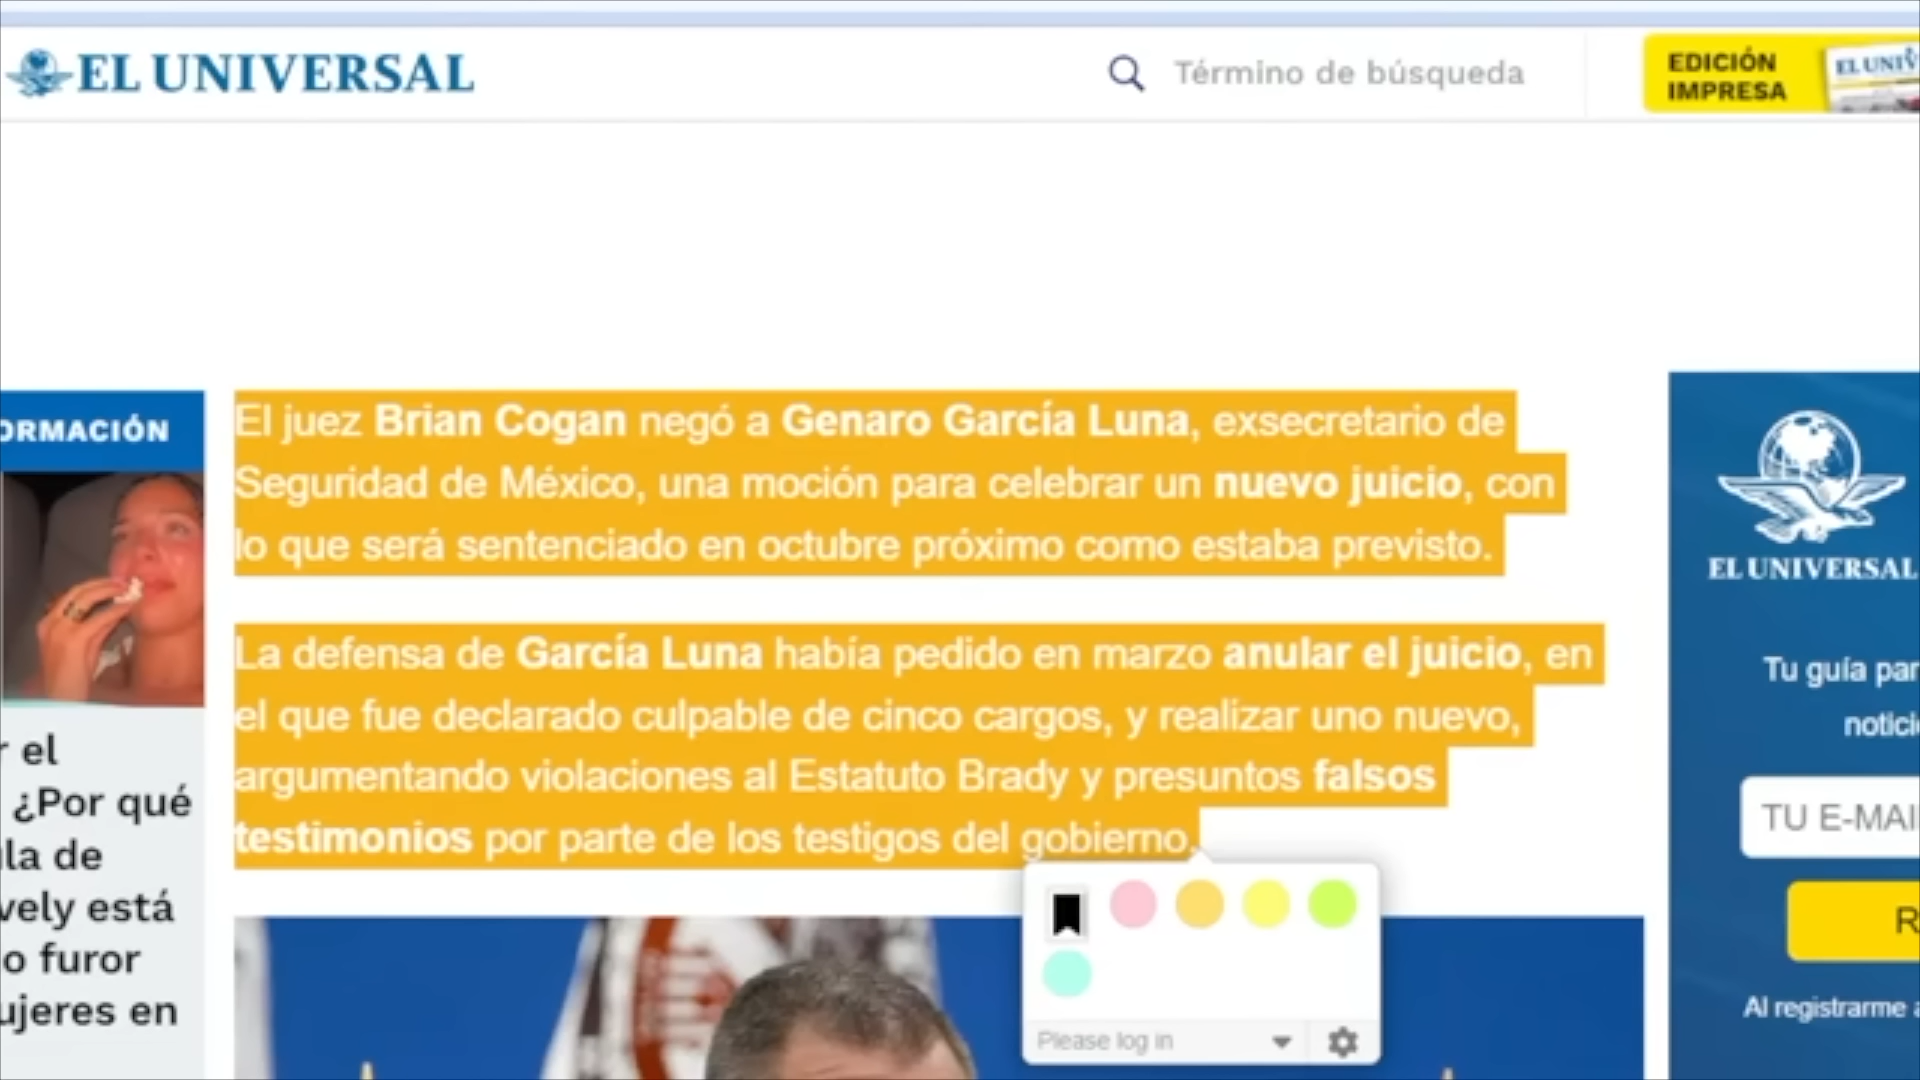 EL UNIVERSAL
Término de búsqueda
EDICIÓN
IMPRESA
EL UNIV
ORMACIÓN
El juez Brian Cogan negó a Genaro García Luna, exsecretario de
Seguridad de México, una moción para celebrar un nuevo juicio, con
lo que será sentenciado en octubre próximo como estaba previsto.
La defensa de García Luna había pedido en marzo anular el juicio, en
el que fue declarado culpable de cinco cargos, y realizar uno nuevo,
argumentando violaciones al Estatuto Brady y presuntos falsos
testimonios por parte de los testigos del gobierno.
r el
¿Por qué
ula de
vely está
o furor
ujeres en
Please log in
EL UNIVERSAL
Tu guía par
notici
TU E-MAI
R
Al registrarme a